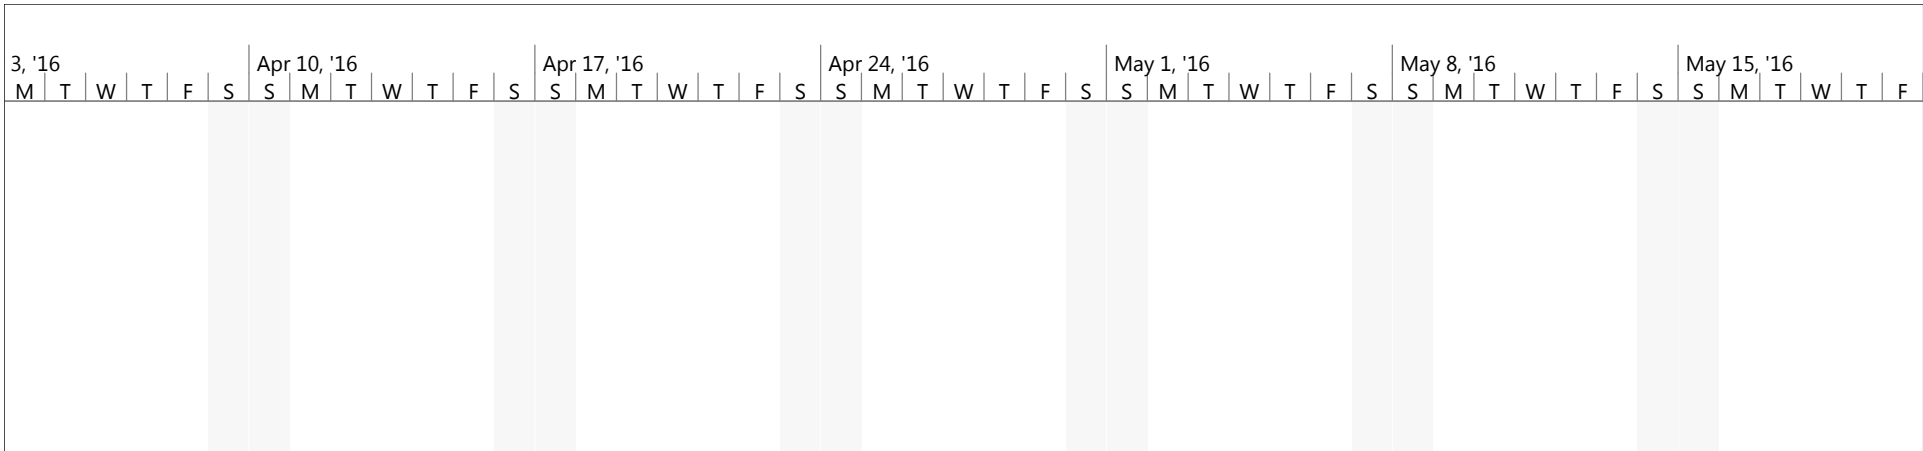 3, '16 Apr 10, '16 Apr 17, '16 Apr 24, '16 May 1, '16 May 8, '16 May 15, '16
M T W T F S S M T W T F S S M T W T F S S M T W T F S S M T W T F S S M T W T F S S M T W T F